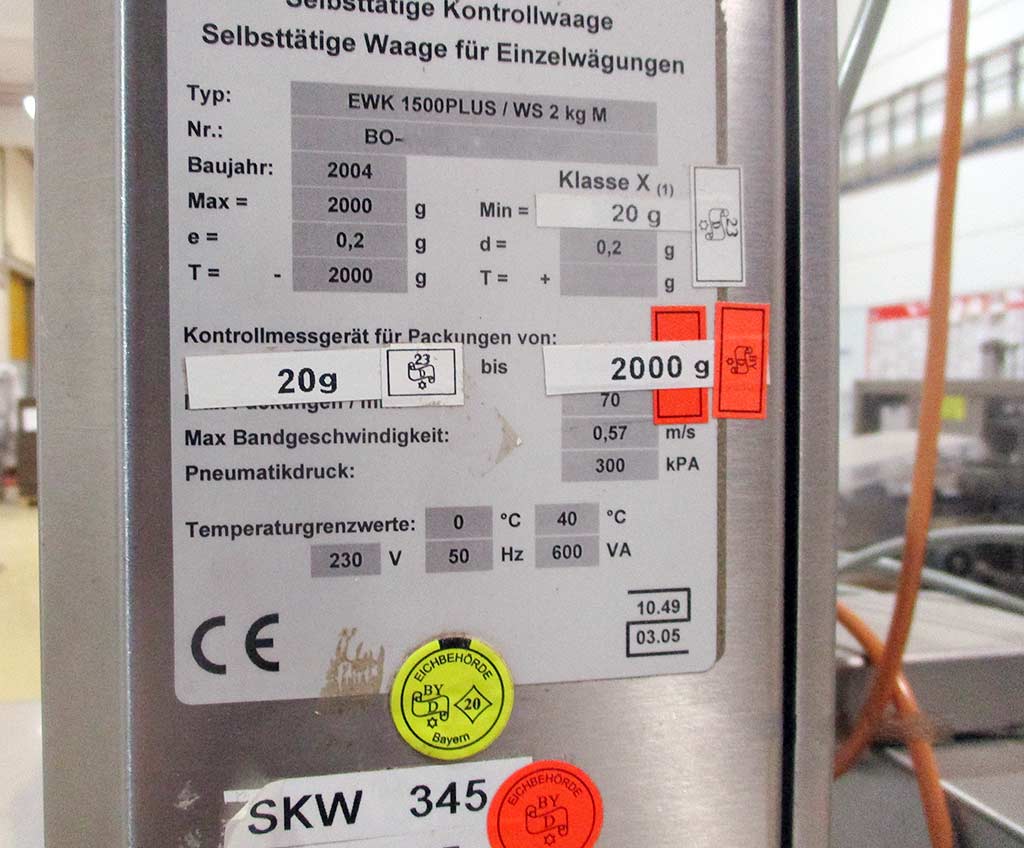 Selbsttätige Kontrollwaage
Selbsttätige Waage für Einzelwägungen
Typ: EWK 1500PLUS / WS 2 kg M
Nr.: BO-
Baujahr: 2004 Klasse X (1)
Max = 2000 g Min = 20 g
e = 0,2 g d = 0,2 g
T = - 2000 g T = + g
23
Kontrollmessgerät für Packungen von:
20g 23 D bis 2000 g BY D
70
Max Bandgeschwindigkeit: 0,57 m/s
Pneumatikdruck: 300 kPA
Temperaturgrenzwerte: 0 °C 40 °C
230 V 50 Hz 600 VA
CE
10.49
03.05
EICHBEHÖRDE
BY D 20
Bayern
SKW 345
EICHBEHÖRDE
BY
D